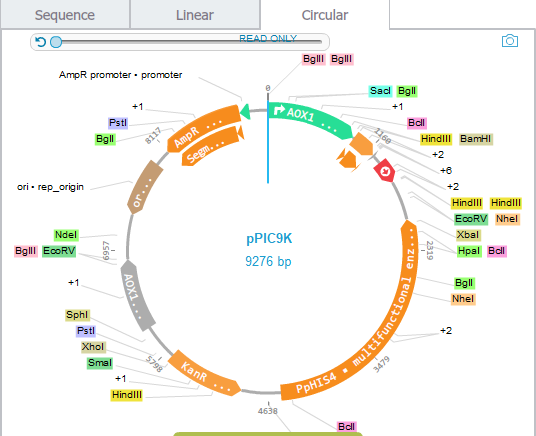 Sequence
Linear
Circular
READ ONLY
BglII BglII
0
AmpR promoter • promoter
SacI BglI
+1
BclI
HindIII BamHI
+2
+6
+2
HindIII HindIII
EcoRV NheI
XbaI
HpaI BclI
BglI
NheI
+2
BclI
+1
PstI
BglI
ori • rep_origin
NdeI
BglII EcoRV
+1
SphI
PstI
XhoI
SmaI
+1
HindIII
AOX1 ...
1160
2319
PpHIS4 ▪ multifunctional enz...
3479
4638
KanR ...
5798
AOX1...
6957
ori...
8117
AmpR ...
Segm...
pPIC9K
9276 bp